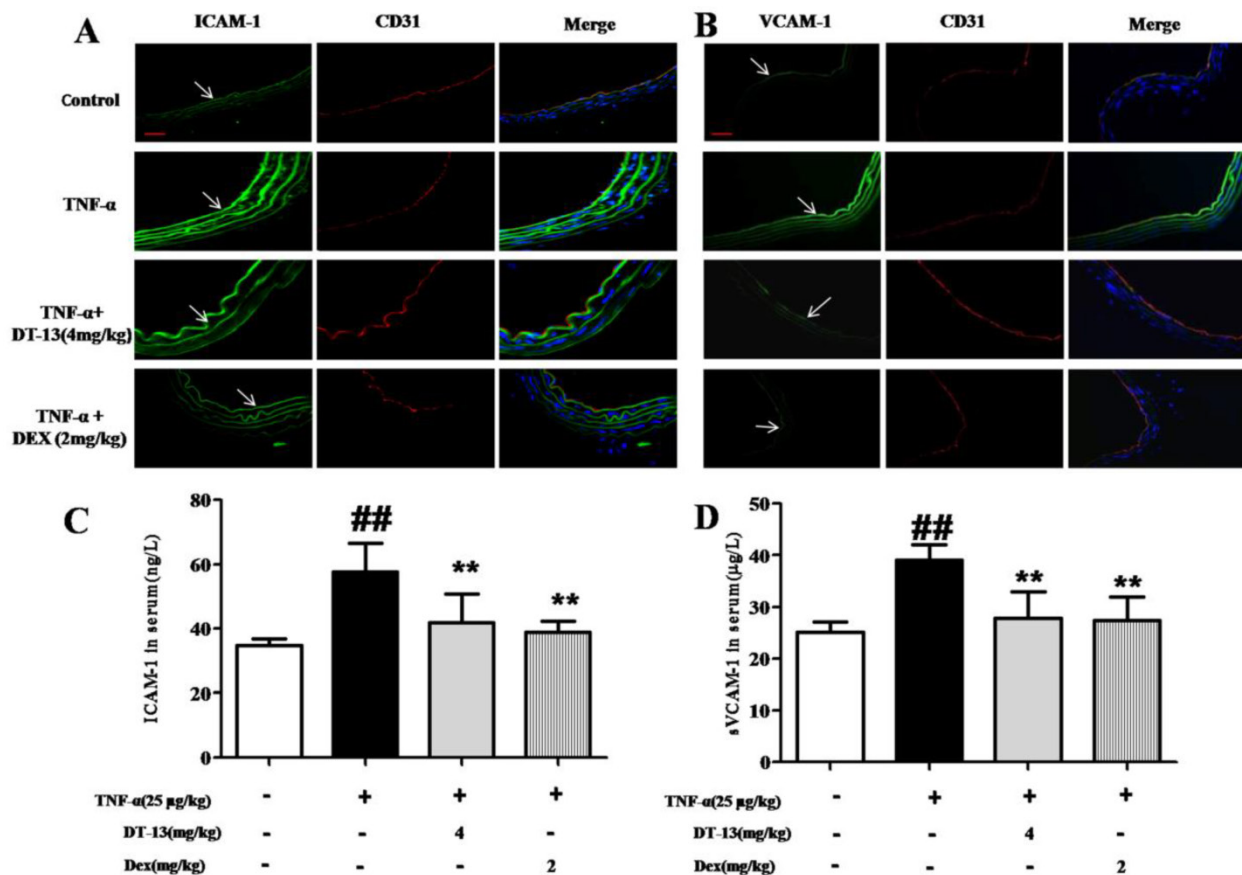 A
ICAM-1 CD31 Merge
B
VCAM-1 CD31 Merge
Control
TNF-α
TNF-α+
DT-13(4mg/kg)
TNF-α +
DEX (2mg/kg)
C
ICAM-1 in serum(ng/L)
80
60
40
20
0
##
**
**
TNF-α(25 μg/kg) - + + +
DT-13(mg/kg) - - 4 -
Dex(mg/kg) - - - 2
D
sVCAM-1 in serum(μg/L)
50
40
30
20
10
0
##
**
**
TNF-α(25 μg/kg) - + + +
DT-13(mg/kg) - - 4 -
Dex(mg/kg) - - - 2